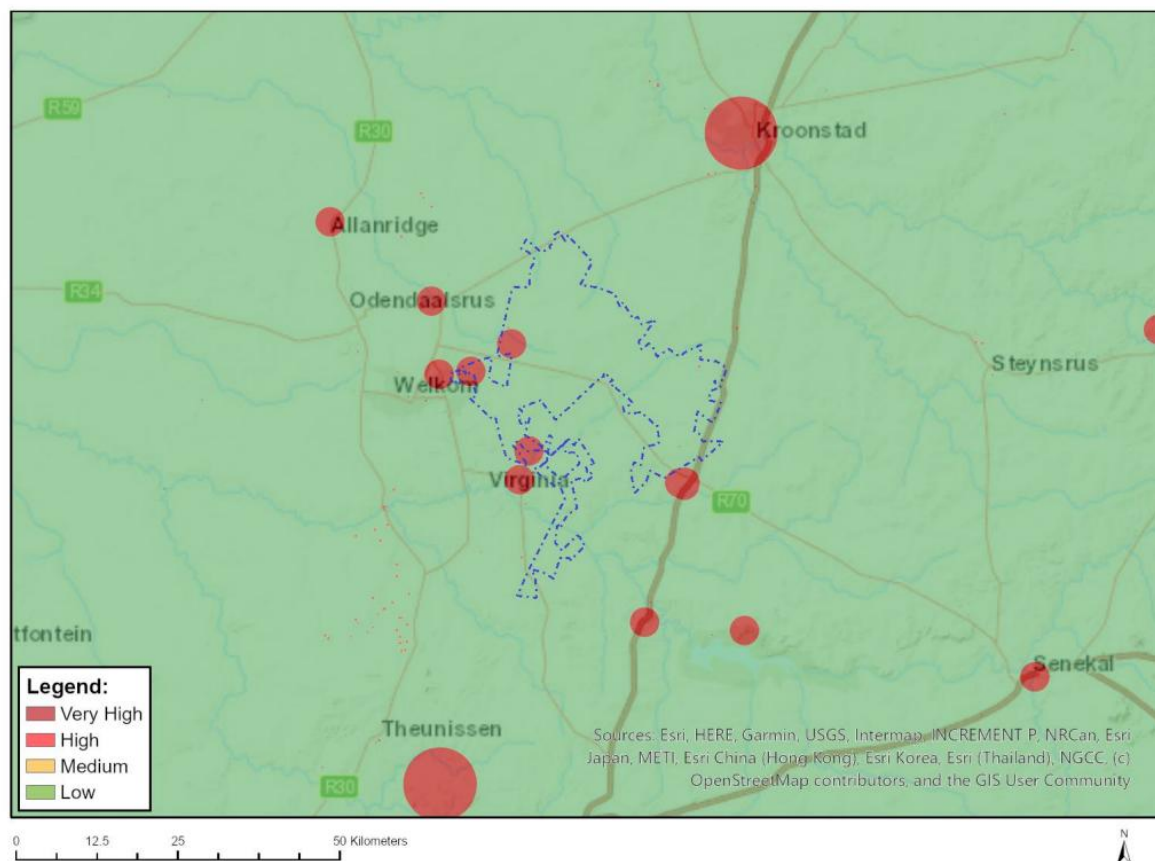 Kroonstad
R59
R30
Allanridge
R34
Odendaalsrus
Steynsrus
Welkom
Virginia
R70
tfontein
Senekal
Theunissen
R30
Legend:
Very High
High
Medium
Low
Sources: Esri, HERE, Garmin, USGS, Intermap, INCREMENT P, NRCan, Esri
Japan, METI, Esri China (Hong Kong), Esri Korea, Esri (Thailand), NGCC, (c)
OpenStreetMap contributors, and the GIS User Community
0 12.5 25 50 Kilometers
N